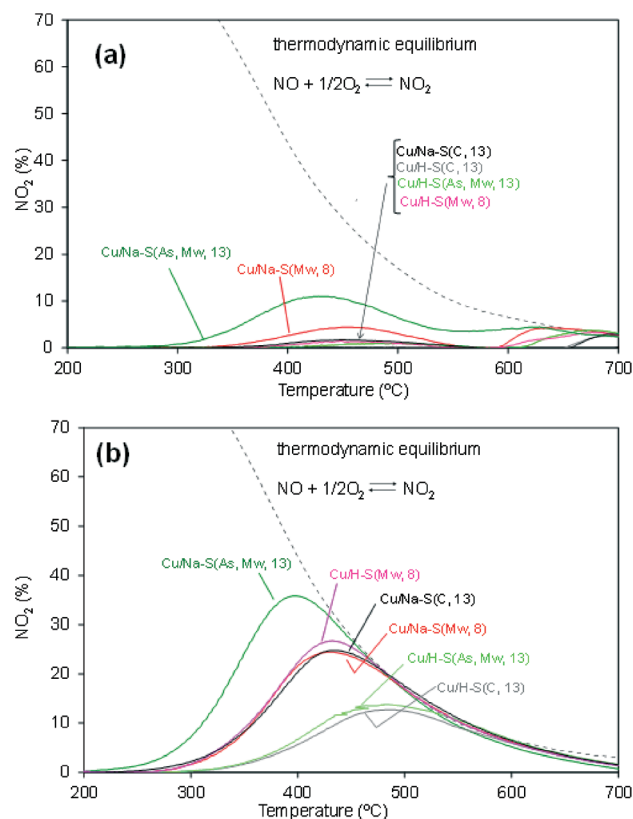 70
(a)
thermodynamic equilibrium
60
NO + 1/2O₂ ⇄ NO₂
50
Cu/Na-S(C, 13)
Cu/H-S(C, 13)
Cu/H-S(As, Mw, 13)
Cu/H-S(Mw, 8)
40
NO₂ (%)
30
Cu/Na-S(As, Mw, 13)
Cu/Na-S(Mw, 8)
20
10
0
200 300 400 500 600 700
Temperature (ºC)
70
(b)
thermodynamic equilibrium
60
NO + 1/2O₂ ⇄ NO₂
50
Cu/Na-S(As, Mw, 13)
Cu/H-S(Mw, 8)
40
Cu/Na-S(C, 13)
NO₂ (%)
Cu/Na-S(Mw, 8)
30
Cu/H-S(As, Mw, 13)
20
Cu/H-S(C, 13)
10
0
200 300 400 500 600 700
Temperature (ºC)